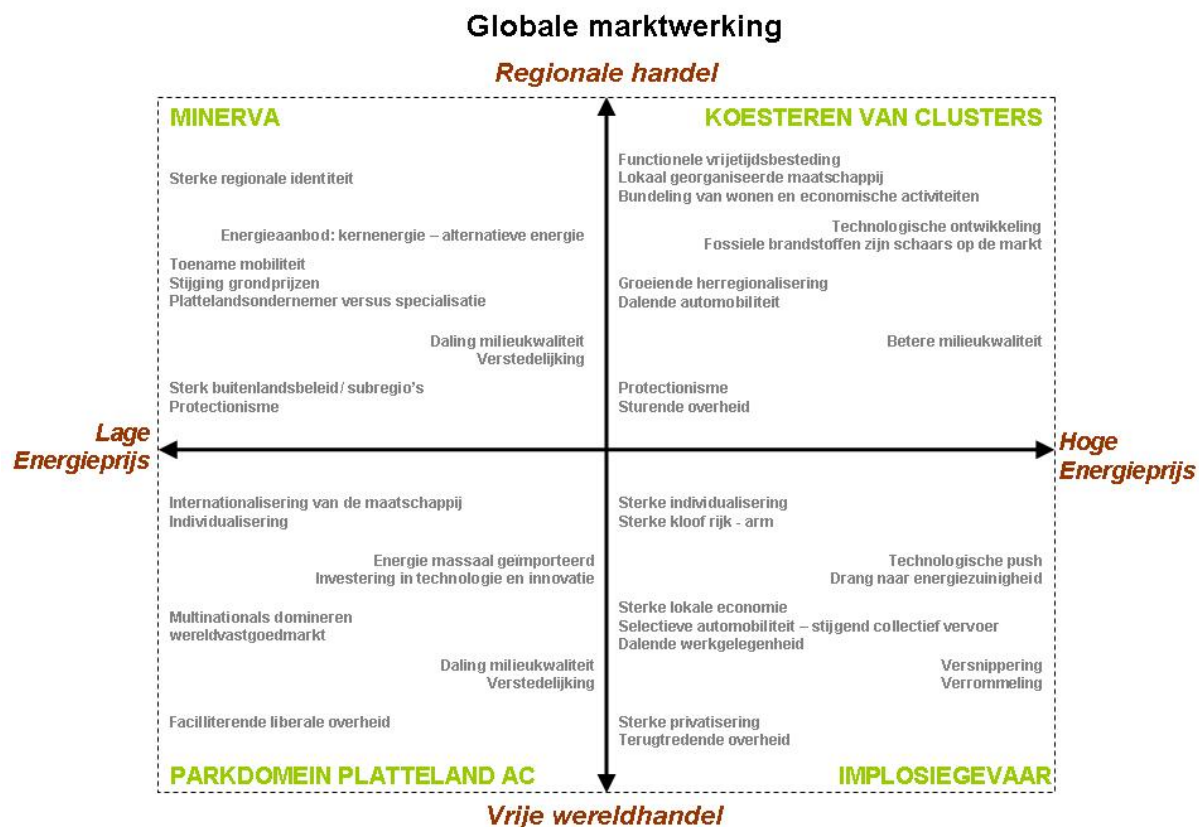 Globale marktwerking
Regionale handel
MINERVA
Sterke regionale identiteit
Energieaanbod: kernenergie – alternatieve energie
Toename mobiliteit
Stijging grondprijzen
Plattelandsondernemer versus specialisatie
Daling milieukwaliteit
Verstedelijking
Sterk buitenlandsbeleid/ subregio's
Protectionisme
KOESTEREN VAN CLUSTERS
Functionele vrijetijdsbesteding
Lokaal georganiseerde maatschappij
Bundeling van wonen en economische activiteiten
Technologische ontwikkeling
Fossiele brandstoffen zijn schaars op de markt
Groeiende herregionalisering
Dalende automobiliteit
Betere milieukwaliteit
Protectionisme
Sturende overheid
Lage
Energieprijs
Hoge
Energieprijs
Internationalisering van de maatschappij
Individualisering
Energie massaal geïmporteerd
Investering in technologie en innovatie
Multinationals domineren
wereldvastgoedmarkt
Daling milieukwaliteit
Verstedelijking
Facilliterende liberale overheid
PARKDOMEIN PLATTELAND AC
Sterke individualisering
Sterke kloof rijk - arm
Technologische push
Drang naar energiezuinigheid
Sterke lokale economie
Selectieve automobiliteit – stijgend collectief vervoer
Dalende werkgelegenheid
Versnippering
Verrommeling
Sterke privatisering
Terugtredende overheid
IMPLOSIEGEVAAR
Vrije wereldhandel